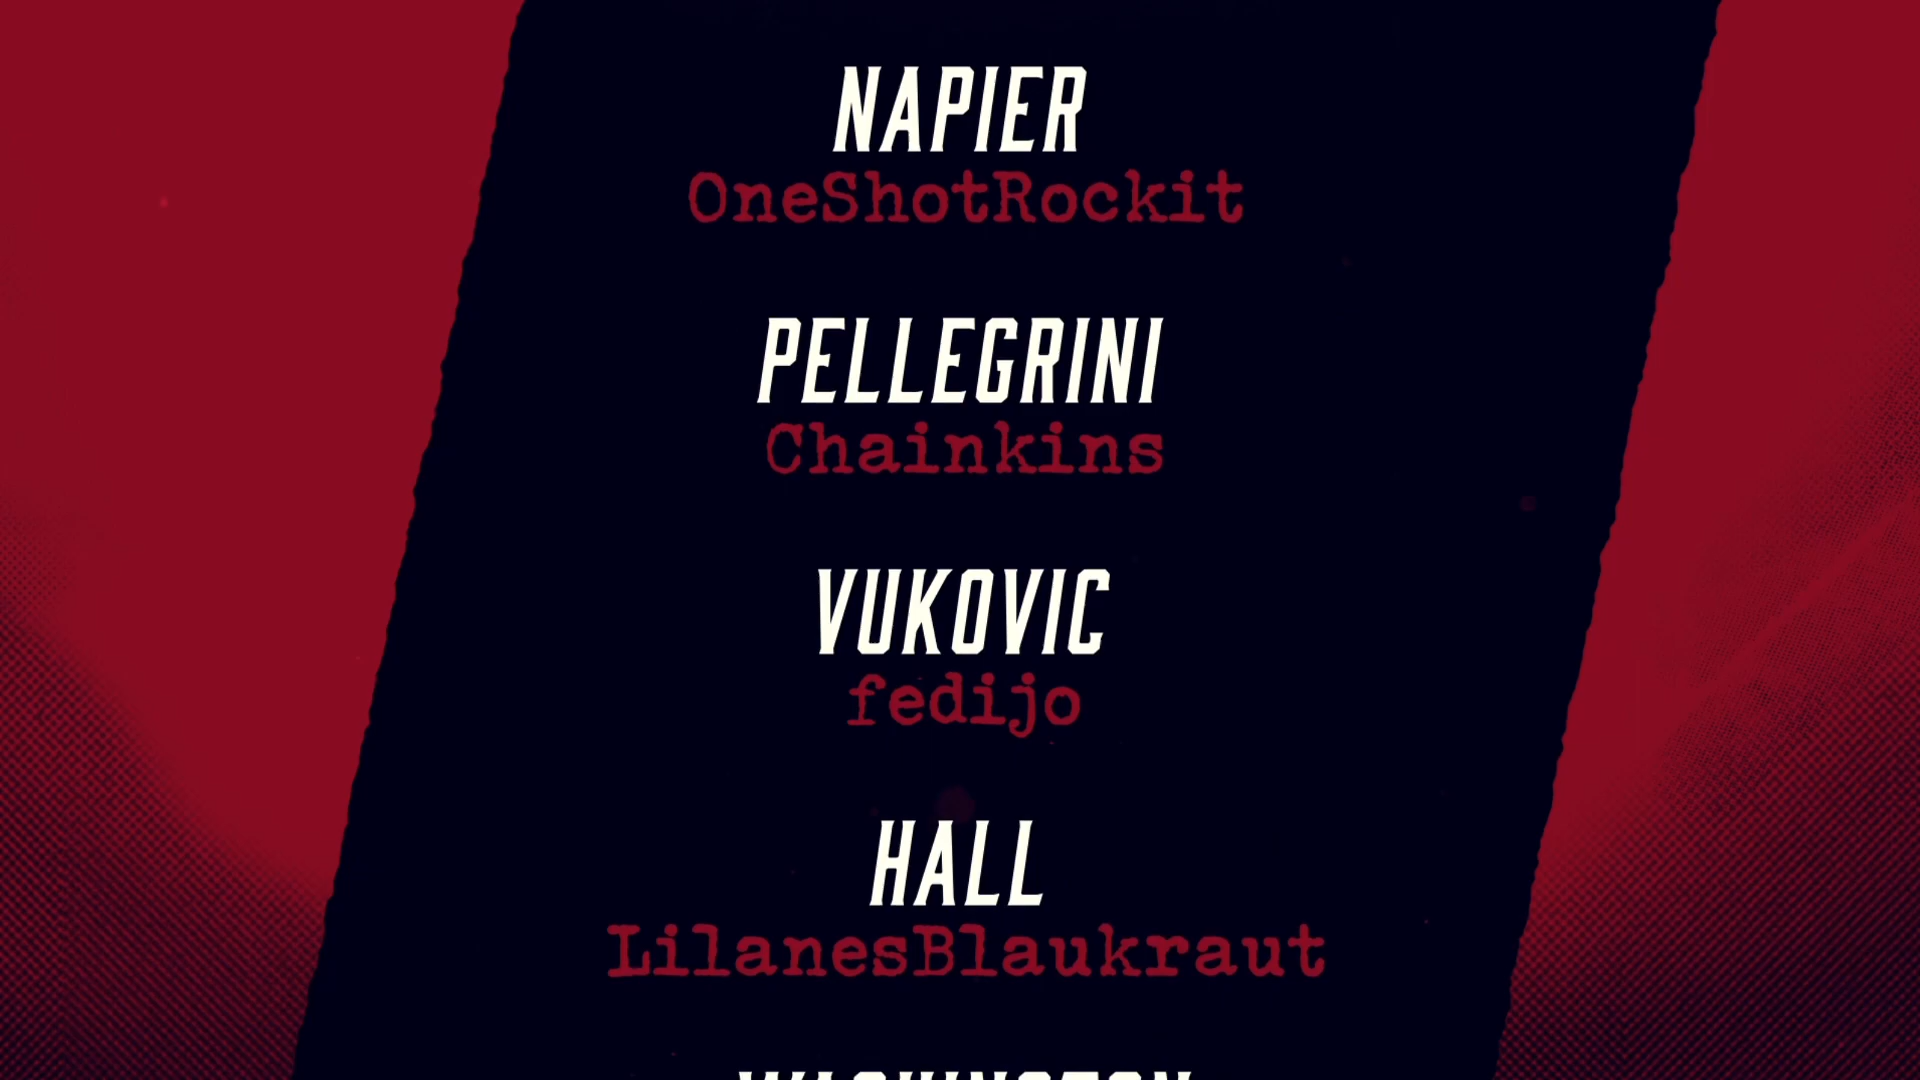 NAPIER
OneShotRockit
PELLEGRINI
Chainkins
VUKOVIC
fedijo
HALL
LilanesBlaukraut